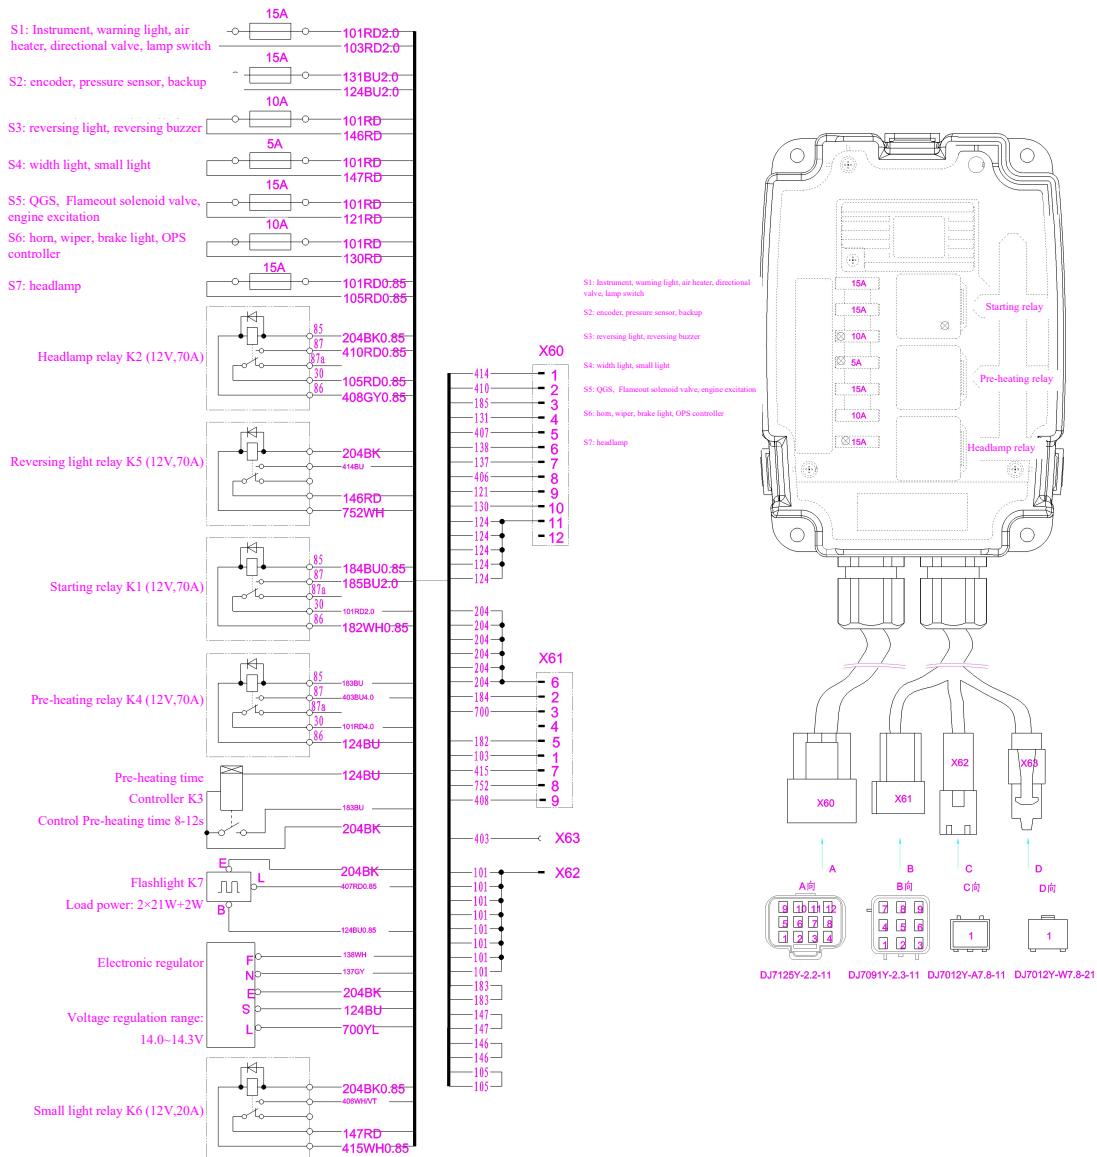 15A
S1: Instrument, warning light, air
heater, directional valve, lamp switch
101RD2.0
103RD2.0
15A
S2: encoder, pressure sensor, backup
131BU2.0
124BU2.0
10A
S3: reversing light, reversing buzzer
101RD
146RD
5A
S4: width light, small light
101RD
147RD
15A
S5: QGS, Flameout solenoid valve,
engine excitation
101RD
121RD
10A
S6: horn, wiper, brake light, OPS
controller
101RD
130RD
15A
S7: headlamp
101RD0.85
105RD0.85
Headlamp relay K2 (12V,70A)
85
204BK0.85
87
410RD0.85
87a
30
105RD0.85
86
408GY0.85
Reversing light relay K5 (12V,70A)
204BK
414BU
146RD
752WH
Starting relay K1 (12V,70A)
85
184BU0.85
87
185BU2.0
87a
30
101RD2.0
86
182WH0.85
Pre-heating relay K4 (12V,70A)
85
183BU
87
403BU4.0
87a
30
101RD4.0
86
124BU
Pre-heating time
Controller K3
Control Pre-heating time 8-12s
124BU
183BU
204BK
Flashlight K7
Load power: 2×21W+2W
E
204BK
L
407RD0.85
B
124BU0.85
Electronic regulator
Voltage regulation range:
14.0~14.3V
F
138WH
N
137GY
E
204BK
S
124BU
L
700YL
Small light relay K6 (12V,20A)
204BK0.85
406WH/VT
147RD
415WH0.85
X60
414 1
410 2
185 3
131 4
407 5
138 6
137 7
406 8
121 9
130 10
124 11
124 12
124
124
124
204
204
204
204
204
X61
204 6
184 2
700 3
4
182 5
103 1
415 7
752 8
408 9
403 X63
101 X62
101
101
101
101
101
101
101
183
183
147
147
146
146
105
105
S1: Instrument, warning light, air heater, directional
valve, lamp switch
S2: encoder, pressure sensor, backup
S3: reversing light, reversing buzzer
S4: width light, small light
S5: QGS, Flameout solenoid valve, engine excitation
S6: horn, wiper, brake light, OPS controller
S7: headlamp
15A
15A
10A
5A
15A
10A
15A
Starting relay
Pre-heating relay
Headlamp relay
X60
X61
X62
X63
A
B
C
D
A向
B向
C向
D向
9 10 11 12
5 6 7 8
1 2 3 4
7 8 9
4 5 6
1 2 3
1
1
DJ7125Y-2.2-11
DJ7091Y-2.3-11
DJ7012Y-A7.8-11
DJ7012Y-W7.8-21